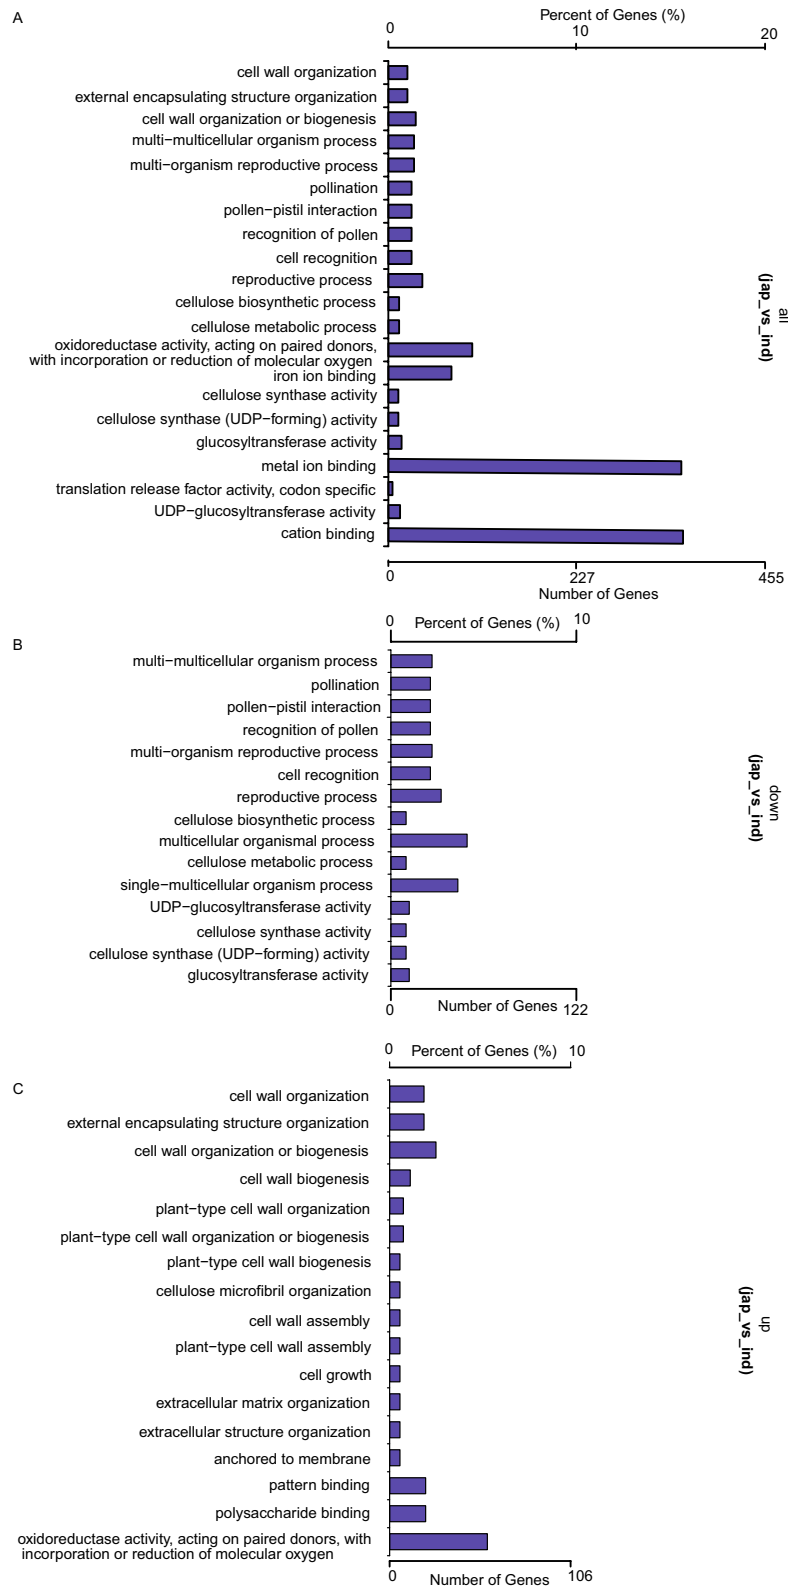 A
Percent of Genes (%)
0 10 20
cell wall organization
external encapsulating structure organization
cell wall organization or biogenesis
multi−multicellular organism process
multi−organism reproductive process
pollination
pollen−pistil interaction
recognition of pollen
cell recognition
reproductive process
cellulose biosynthetic process
cellulose metabolic process
oxidoreductase activity, acting on paired donors,
with incorporation or reduction of molecular oxygen
iron ion binding
cellulose synthase activity
cellulose synthase (UDP−forming) activity
glucosyltransferase activity
metal ion binding
translation release factor activity, codon specific
UDP−glucosyltransferase activity
cation binding
all
(jap_vs_ind)
0 227 455
Number of Genes
B
0 Percent of Genes (%) 10
multi−multicellular organism process
pollination
pollen−pistil interaction
recognition of pollen
multi−organism reproductive process
cell recognition
reproductive process
cellulose biosynthetic process
multicellular organismal process
cellulose metabolic process
single−multicellular organism process
UDP−glucosyltransferase activity
cellulose synthase activity
cellulose synthase (UDP−forming) activity
glucosyltransferase activity
down
(jap_vs_ind)
0 Number of Genes 122
C
0 Percent of Genes (%) 10
cell wall organization
external encapsulating structure organization
cell wall organization or biogenesis
cell wall biogenesis
plant−type cell wall organization
plant−type cell wall organization or biogenesis
plant−type cell wall biogenesis
cellulose microfibril organization
cell wall assembly
plant−type cell wall assembly
cell growth
extracellular matrix organization
extracellular structure organization
anchored to membrane
pattern binding
polysaccharide binding
oxidoreductase activity, acting on paired donors, with
incorporation or reduction of molecular oxygen
up
(jap_vs_ind)
0 Number of Genes 106